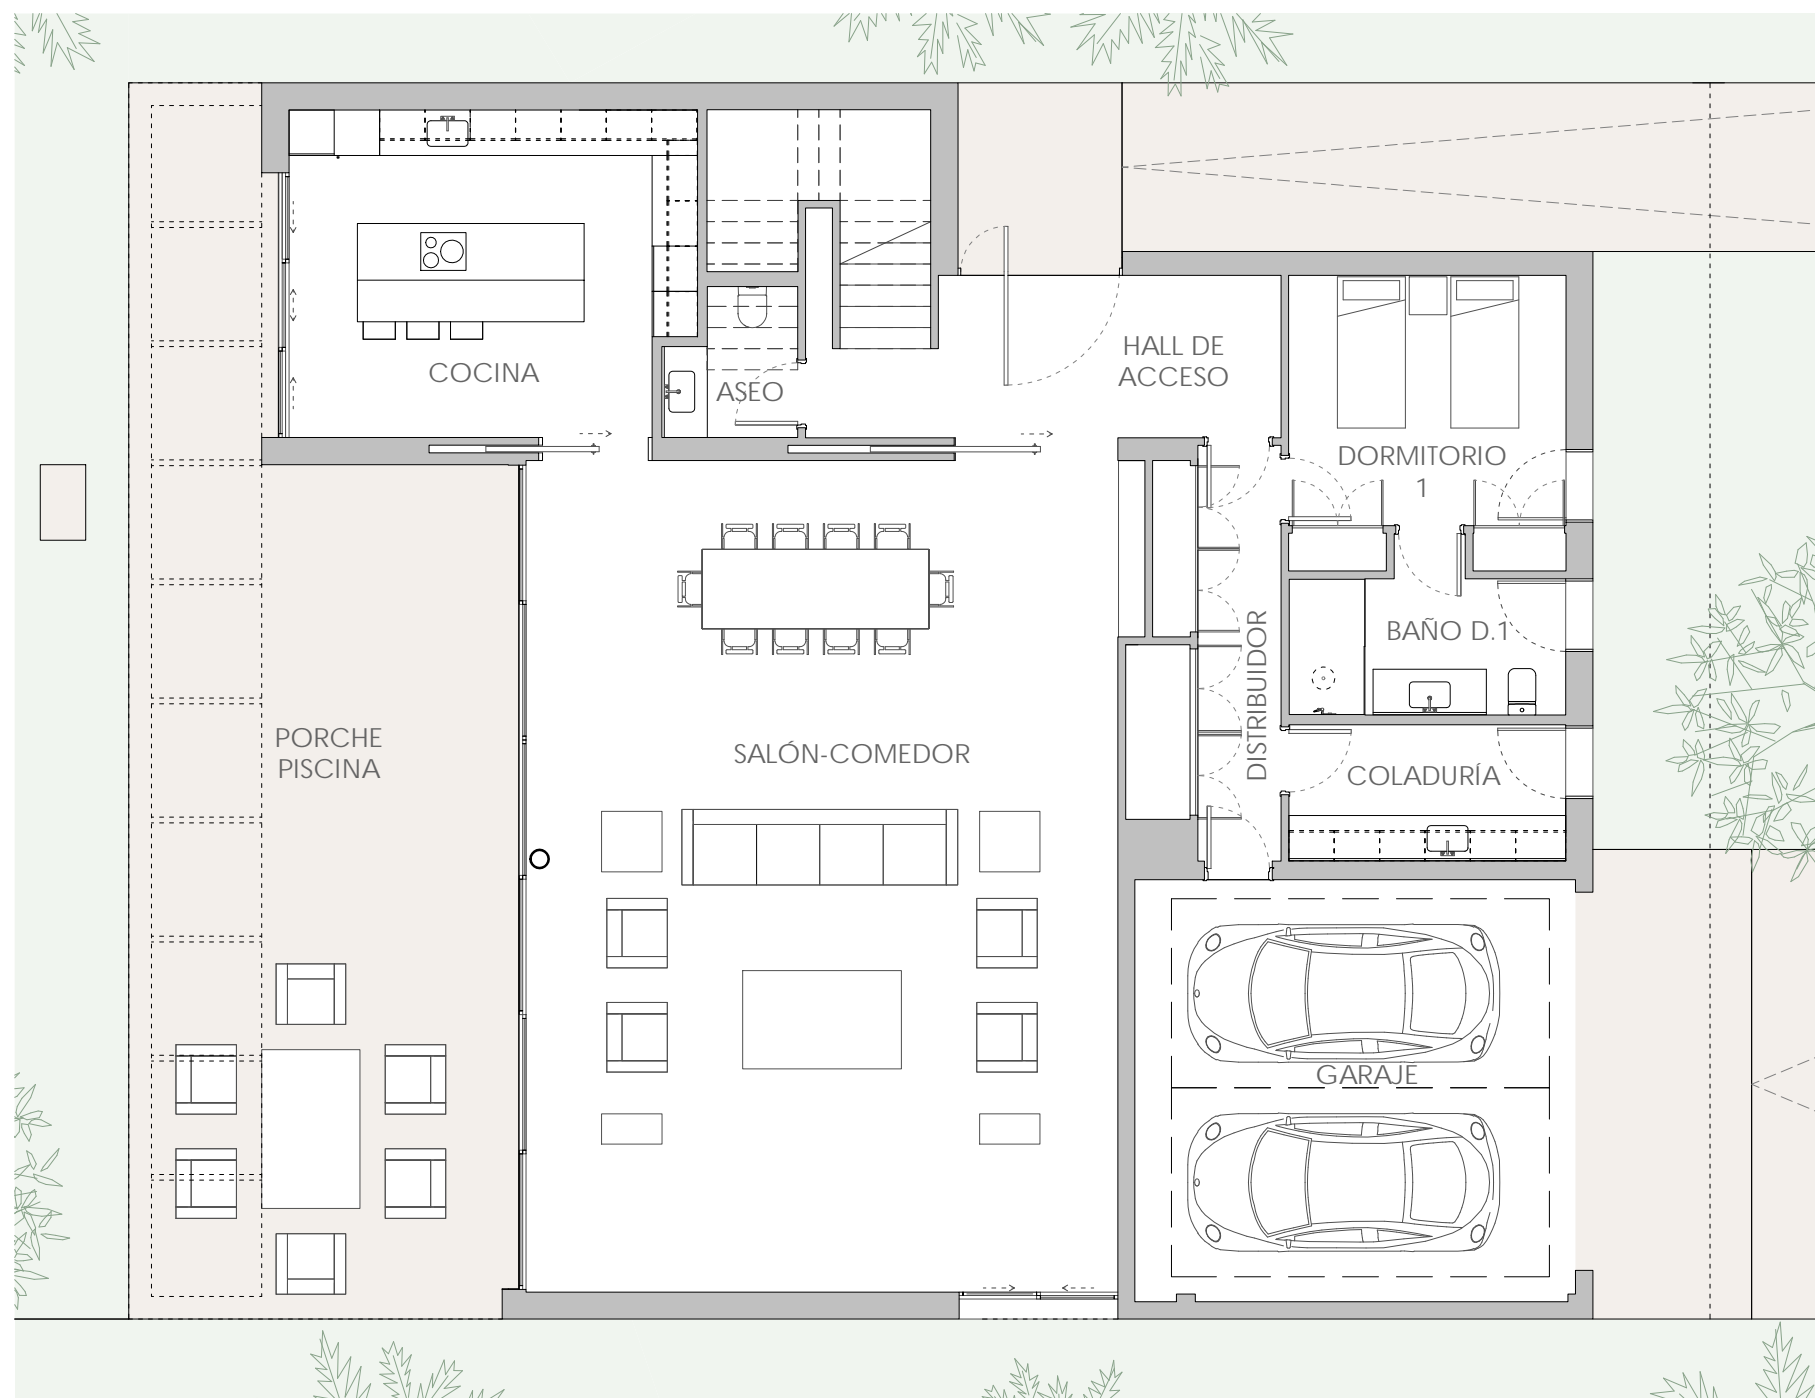 HALL DE
ACCESO
COCINA
ASEO
DORMITORIO
1
BAÑO D.1
DISTRIBUIDOR
PORCHE
PISCINA
SALÓN-COMEDOR
COLADURÍA
GARAJE